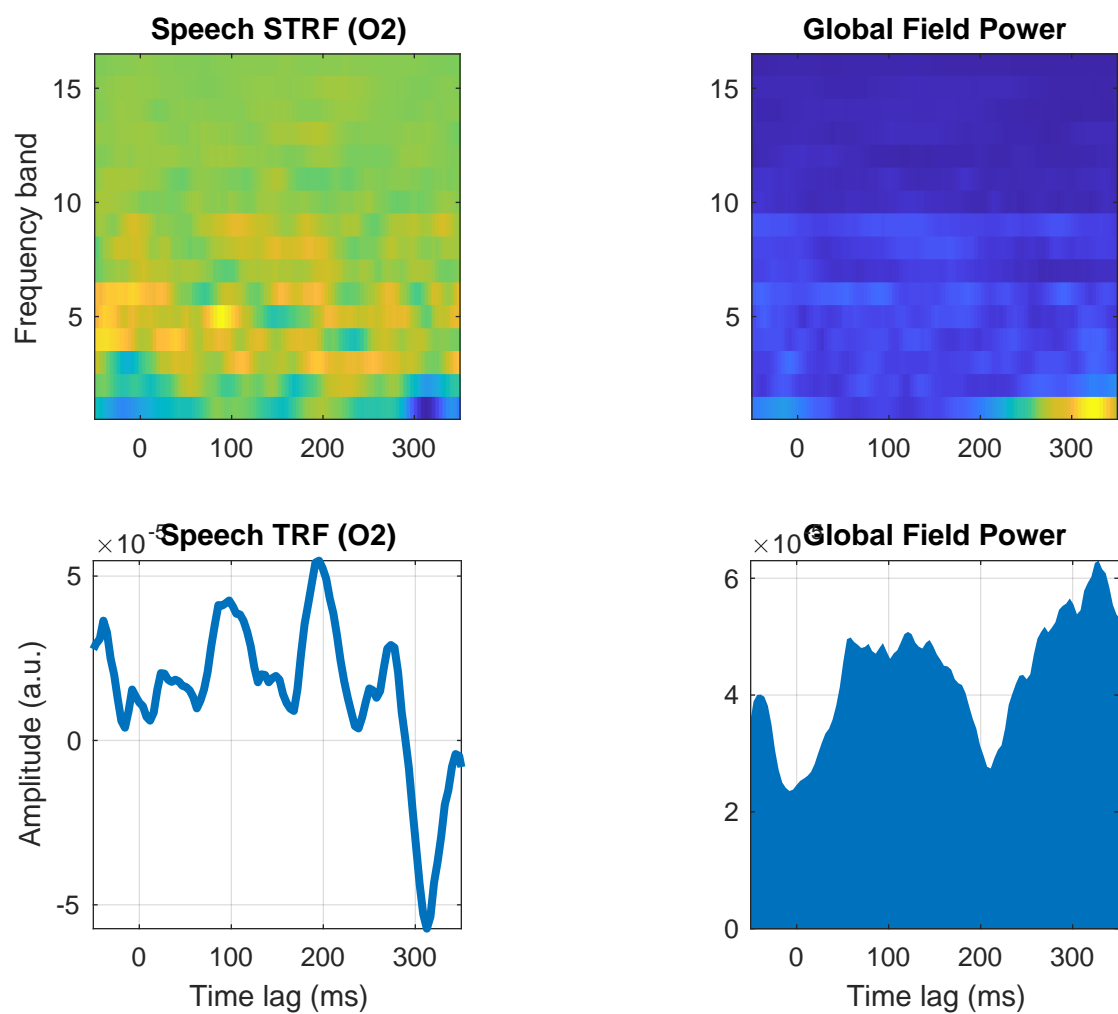 Speech STRF (O2)
Frequency band
15
10
5
0 100 200 300
Global Field Power
15
10
5
0 100 200 300
Speech TRF (O2)
×10^-5
Amplitude (a.u.)
5
0
-5
0 100 200 300
Time lag (ms)
Global Field Power
×10^-5
6
4
2
0
0 100 200 300
Time lag (ms)